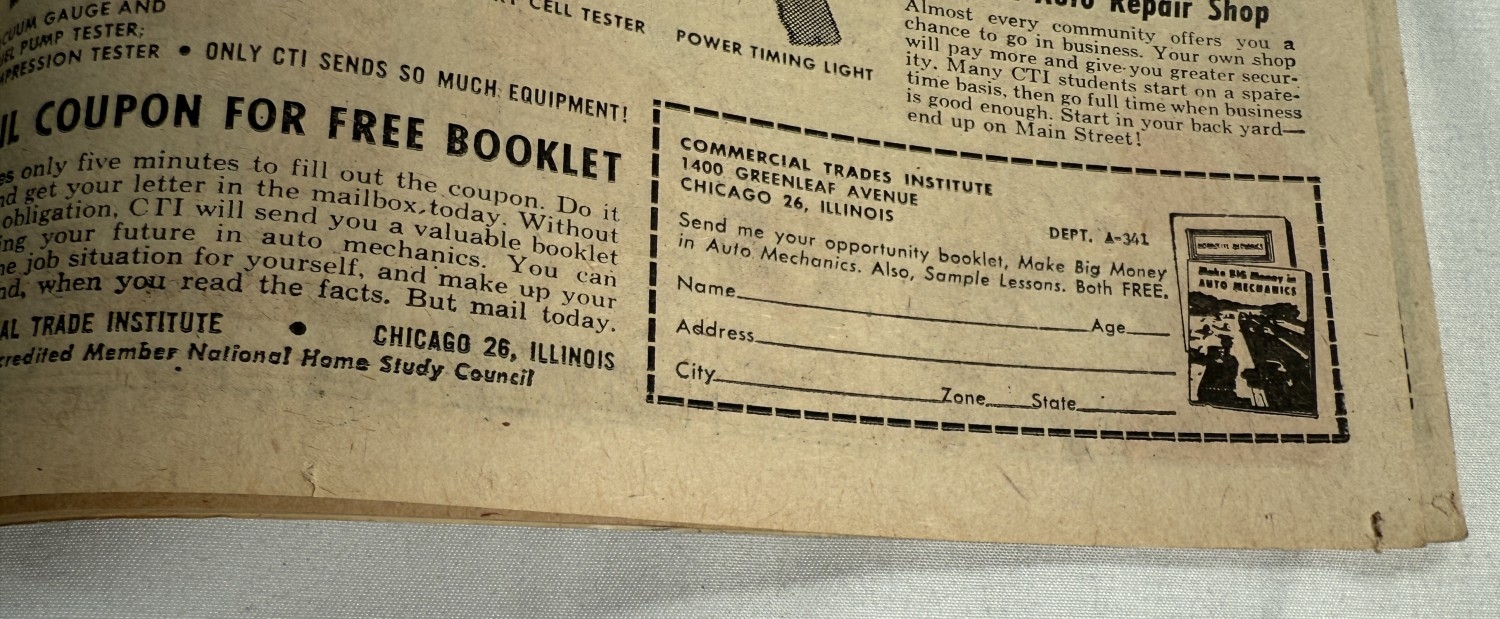 UUM GAUGE AND
PUMP TESTER;
PRESSION TESTER • ONLY CTI SENDS SO MUCH EQUIPMENT!
CELL TESTER
POWER TIMING LIGHT
IL COUPON FOR FREE BOOKLET
es only five minutes to fill out the coupon. Do it
nd get your letter in the mailbox today. Without
obligation, CTI will send you a valuable booklet
ing your future in auto mechanics. You can
he job situation for yourself, and make up your
nd, when you read the facts. But mail today.
AL TRADE INSTITUTE • CHICAGO 26, ILLINOIS
credited Member National Home Study Council
Auto Repair Shop
Almost every community offers you a
chance to go in business. Your own shop
will pay more and give you greater secur-
ity. Many CTI students start on a spare-
time basis, then go full time when business
is good enough. Start in your back yard—
end up on Main Street!
COMMERCIAL TRADES INSTITUTE
1400 GREENLEAF AVENUE
CHICAGO 26, ILLINOIS
DEPT. A-341
Send me your opportunity booklet, Make Big Money
in Auto Mechanics. Also, Sample Lessons. Both FREE.
Name Age
Address
City Zone State
Make BIG Money in
AUTO MECHANICS